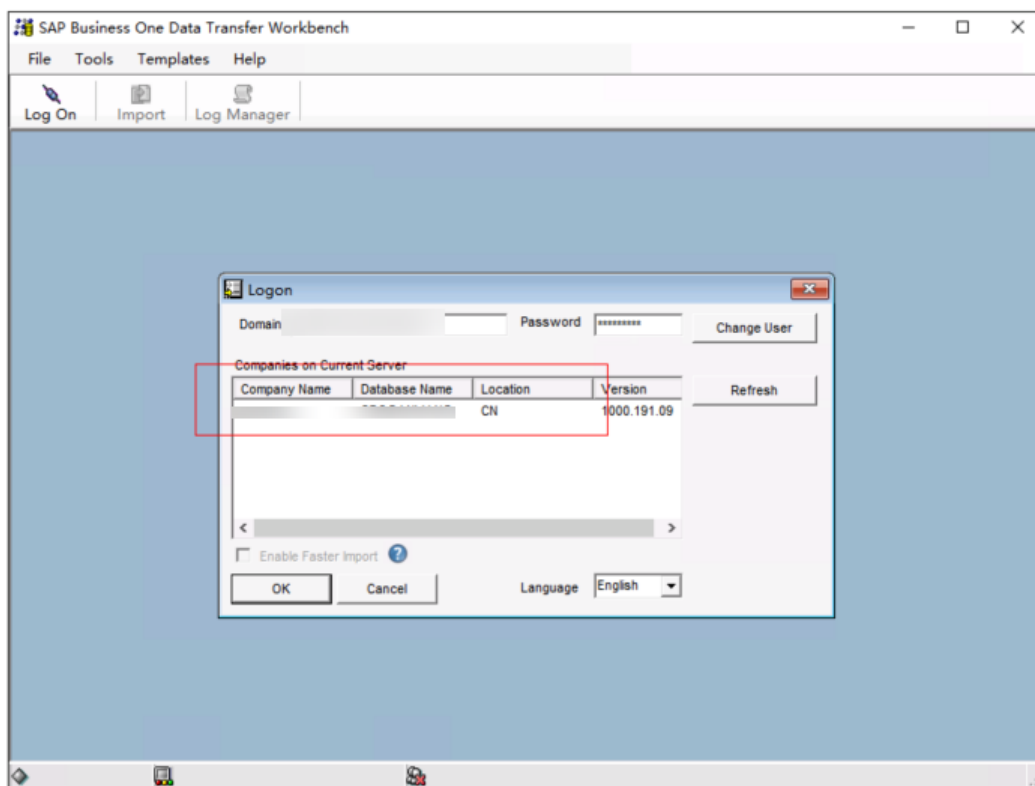 SAP Business One Data Transfer Workbench
File Tools Templates Help
Log On Import Log Manager
Logon
Domain Password ********* Change User
Companies on Current Server
Company Name Database Name Location Version Refresh
CN 1000.191.09
Enable Faster Import ?
OK Cancel Language English